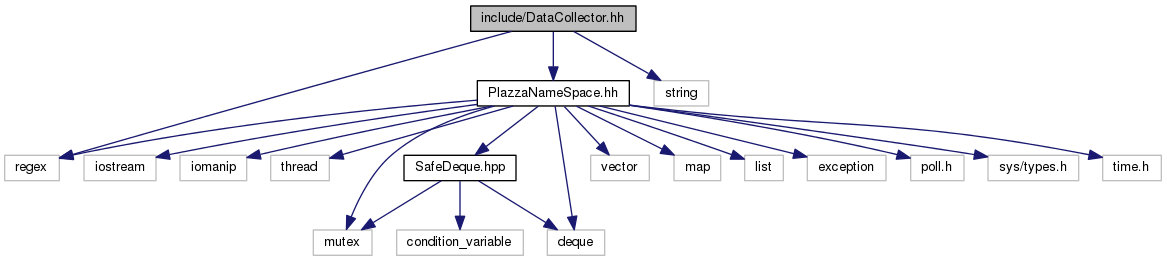 include/DataCollector.hh
PlazzaNameSpace.hh
string
regex
iostream
iomanip
thread
SafeDeque.hpp
vector
map
list
exception
poll.h
sys/types.h
time.h
mutex
condition_variable
deque